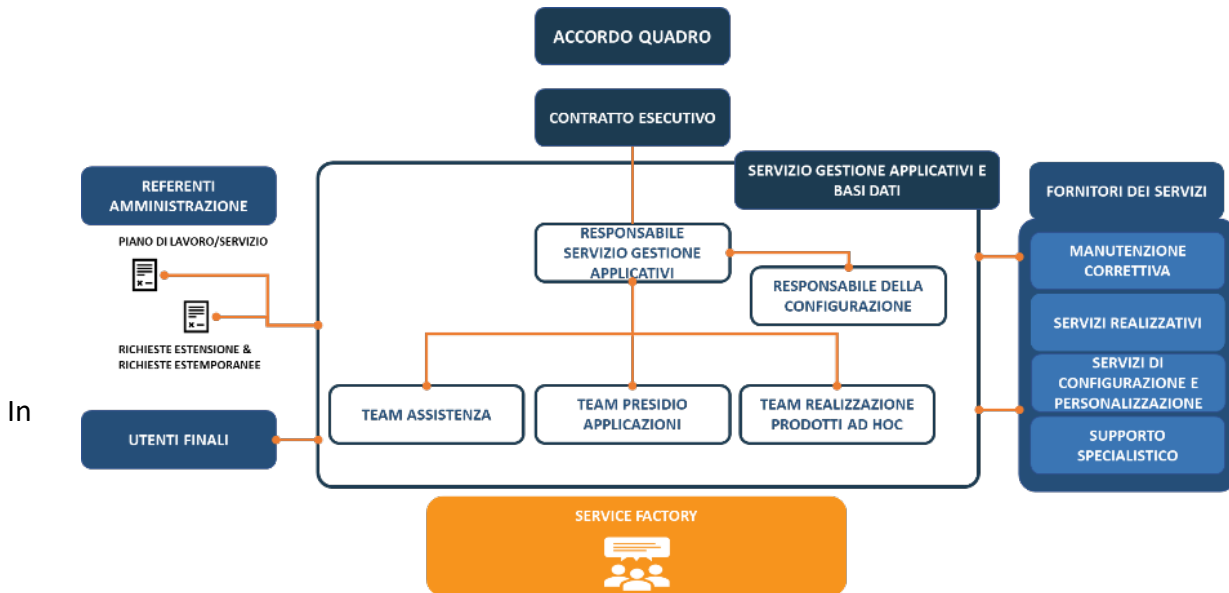 ACCORDO QUADRO
CONTRATTO ESECUTIVO
SERVIZIO GESTIONE APPLICATIVI E
BASI DATI
REFERENTI
AMMINISTRAZIONE
PIANO DI LAVORO/SERVIZIO
RICHIESTE ESTENSIONE &
RICHIESTE ESTEMPORANEE
In
UTENTI FINALI
RESPONSABILE
SERVIZIO GESTIONE
APPLICATIVI
RESPONSABILE DELLA
CONFIGURAZIONE
TEAM ASSISTENZA
TEAM PRESIDIO
APPLICAZIONI
TEAM REALIZZAZIONE
PRODOTTI AD HOC
FORNITORI DEI SERVIZI
MANUTENZIONE
CORRETTIVA
SERVIZI REALIZZATIVI
SERVIZI DI
CONFIGURAZIONE E
PERSONALIZZAZIONE
SUPPORTO
SPECIALISTICO
SERVICE FACTORY